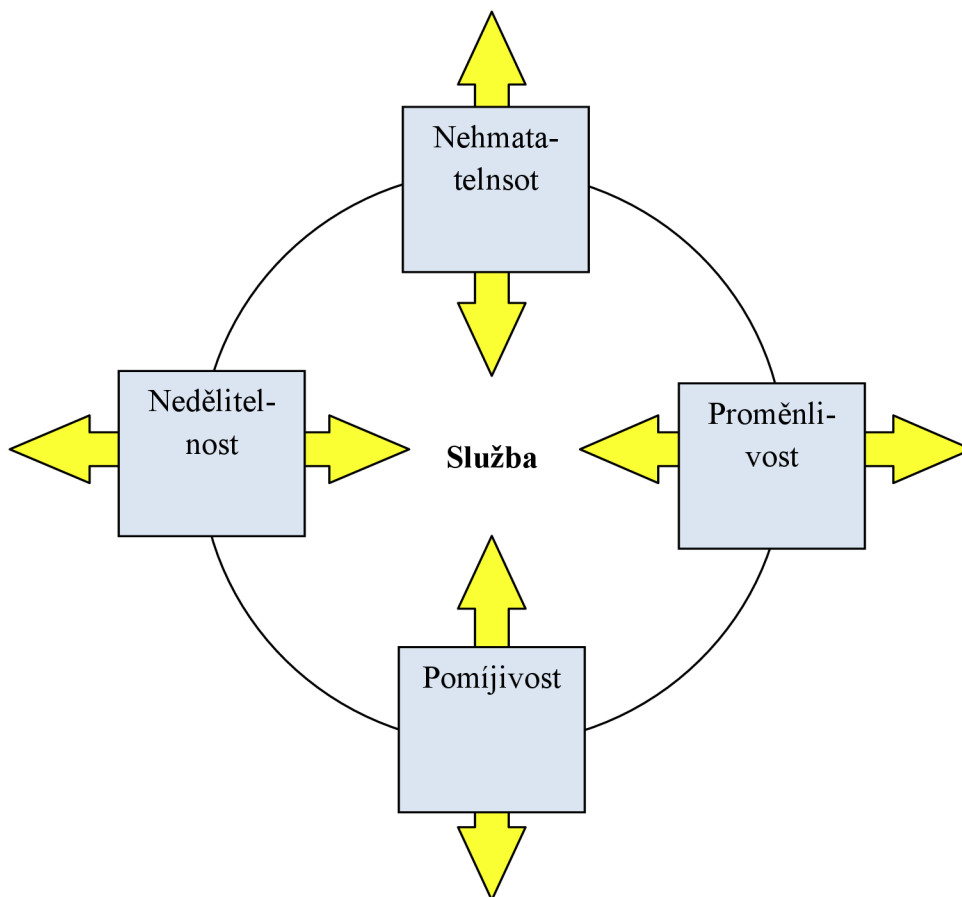 Nehmata-
telnsot
Nedělitel-
nost
Služba
Proměnli-
vost
Pomíjivost